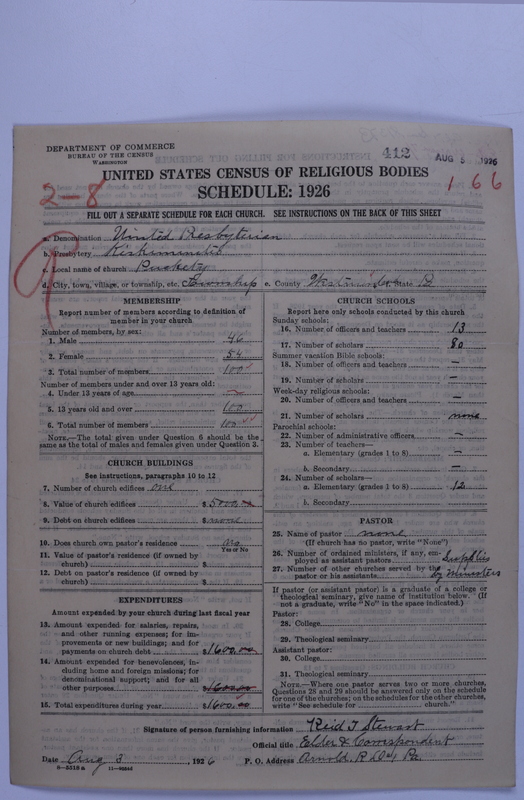 DEPARTMENT OF COMMERCE
BUREAU OF THE CENSUS
WASHINGTON
412 AUG 5 1926
UNITED STATES CENSUS OF RELIGIOUS BODIES
SCHEDULE: 1926
2-8
1 6 6
FILL OUT A SEPARATE SCHEDULE FOR EACH CHURCH. SEE INSTRUCTIONS ON THE BACK OF THIS SHEET
9
a. Denomination United Presbyterian
b. Presbytery Kiskiminetas
c. Local name of church Puckety
d. City, town, village, or township, etc. Township e. County State Pa
MEMBERSHIP
Report number of members according to definition of
member in your church
Number of members, by sex:
1. Male 46
2. Female 54
3. Total number of members 100
Number of members under and over 13 years old:
4. Under 13 years of age —
5. 13 years old and over 100
6. Total number of members 100
NOTE.—The total given under Question 6 should be the
same as the total of males and females given under Question 3.
CHURCH BUILDINGS
See instructions, paragraphs 10 to 12
7. Number of church edifices one
8. Value of church edifices $
9. Debt on church edifices $ none
10. Does church own pastor's residence no
Yes or No
11. Value of pastor's residence (if owned by
church) $
12. Debt on pastor's residence (if owned by
church) $
EXPENDITURES
Amount expended by your church during last fiscal year
13. Amount expended for salaries, repairs,
and other running expenses; for im-
provements or new buildings; and for
payments on church debt $1600.00
14. Amount expended for benevolences, in-
cluding home and foreign missions; for
denominational support; and for all
other purposes $1600.00
15. Total expenditures during year $1600.00
CHURCH SCHOOLS
Report here only schools conducted by this church
Sunday schools:
16. Number of officers and teachers 13
17. Number of scholars 80
Summer vacation Bible schools:
18. Number of officers and teachers —
19. Number of scholars —
Week-day religious schools:
20. Number of officers and teachers —
21. Number of scholars none
Parochial schools:
22. Number of administrative officers —
23. Number of teachers—
a. Elementary (grades 1 to 8) —
b. Secondary —
24. Number of scholars—
a. Elementary (grades 1 to 8) 12
b. Secondary
PASTOR
25. Name of pastor none
(If church has no pastor, write "None")
26. Number of ordained ministers, if any, em-
ployed as assistant pastors Supplies
27. Number of other churches served by the
pastor or his assistants by Ministers
If pastor (or assistant pastor) is a graduate of a college or
theological seminary, give name of institution below. (If
not a graduate, write "No" in the space indicated.)
Pastor:
28. College
29. Theological seminary
Assistant pastor:
30. College
31. Theological seminary
NOTE.—Where one pastor serves two or more churches,
Questions 28 and 29 should be answered only on the schedule
for one of the churches; on the schedules for the other churches,
write "See schedule for church."
Signature of person furnishing information Reid T Stewart
Official title Elder & Correspondent
Date Aug 3 1926 P. O. Address Arnold, Pa